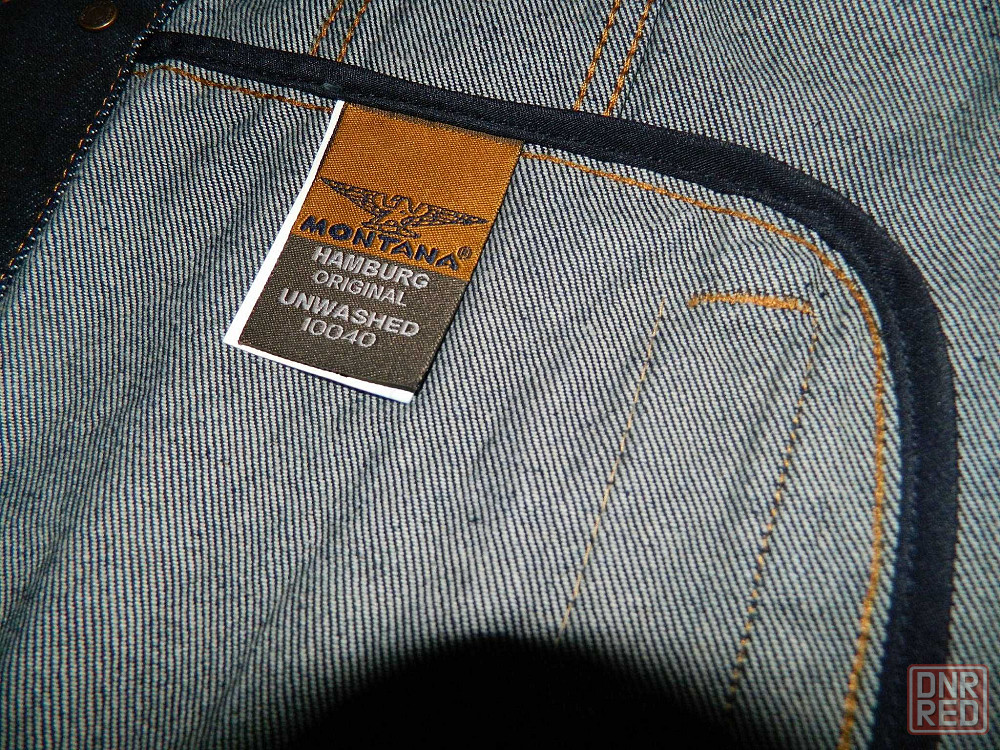 MONTANA®
HAMBURG
ORIGINAL
UNWASHED
10040
DNR
RED